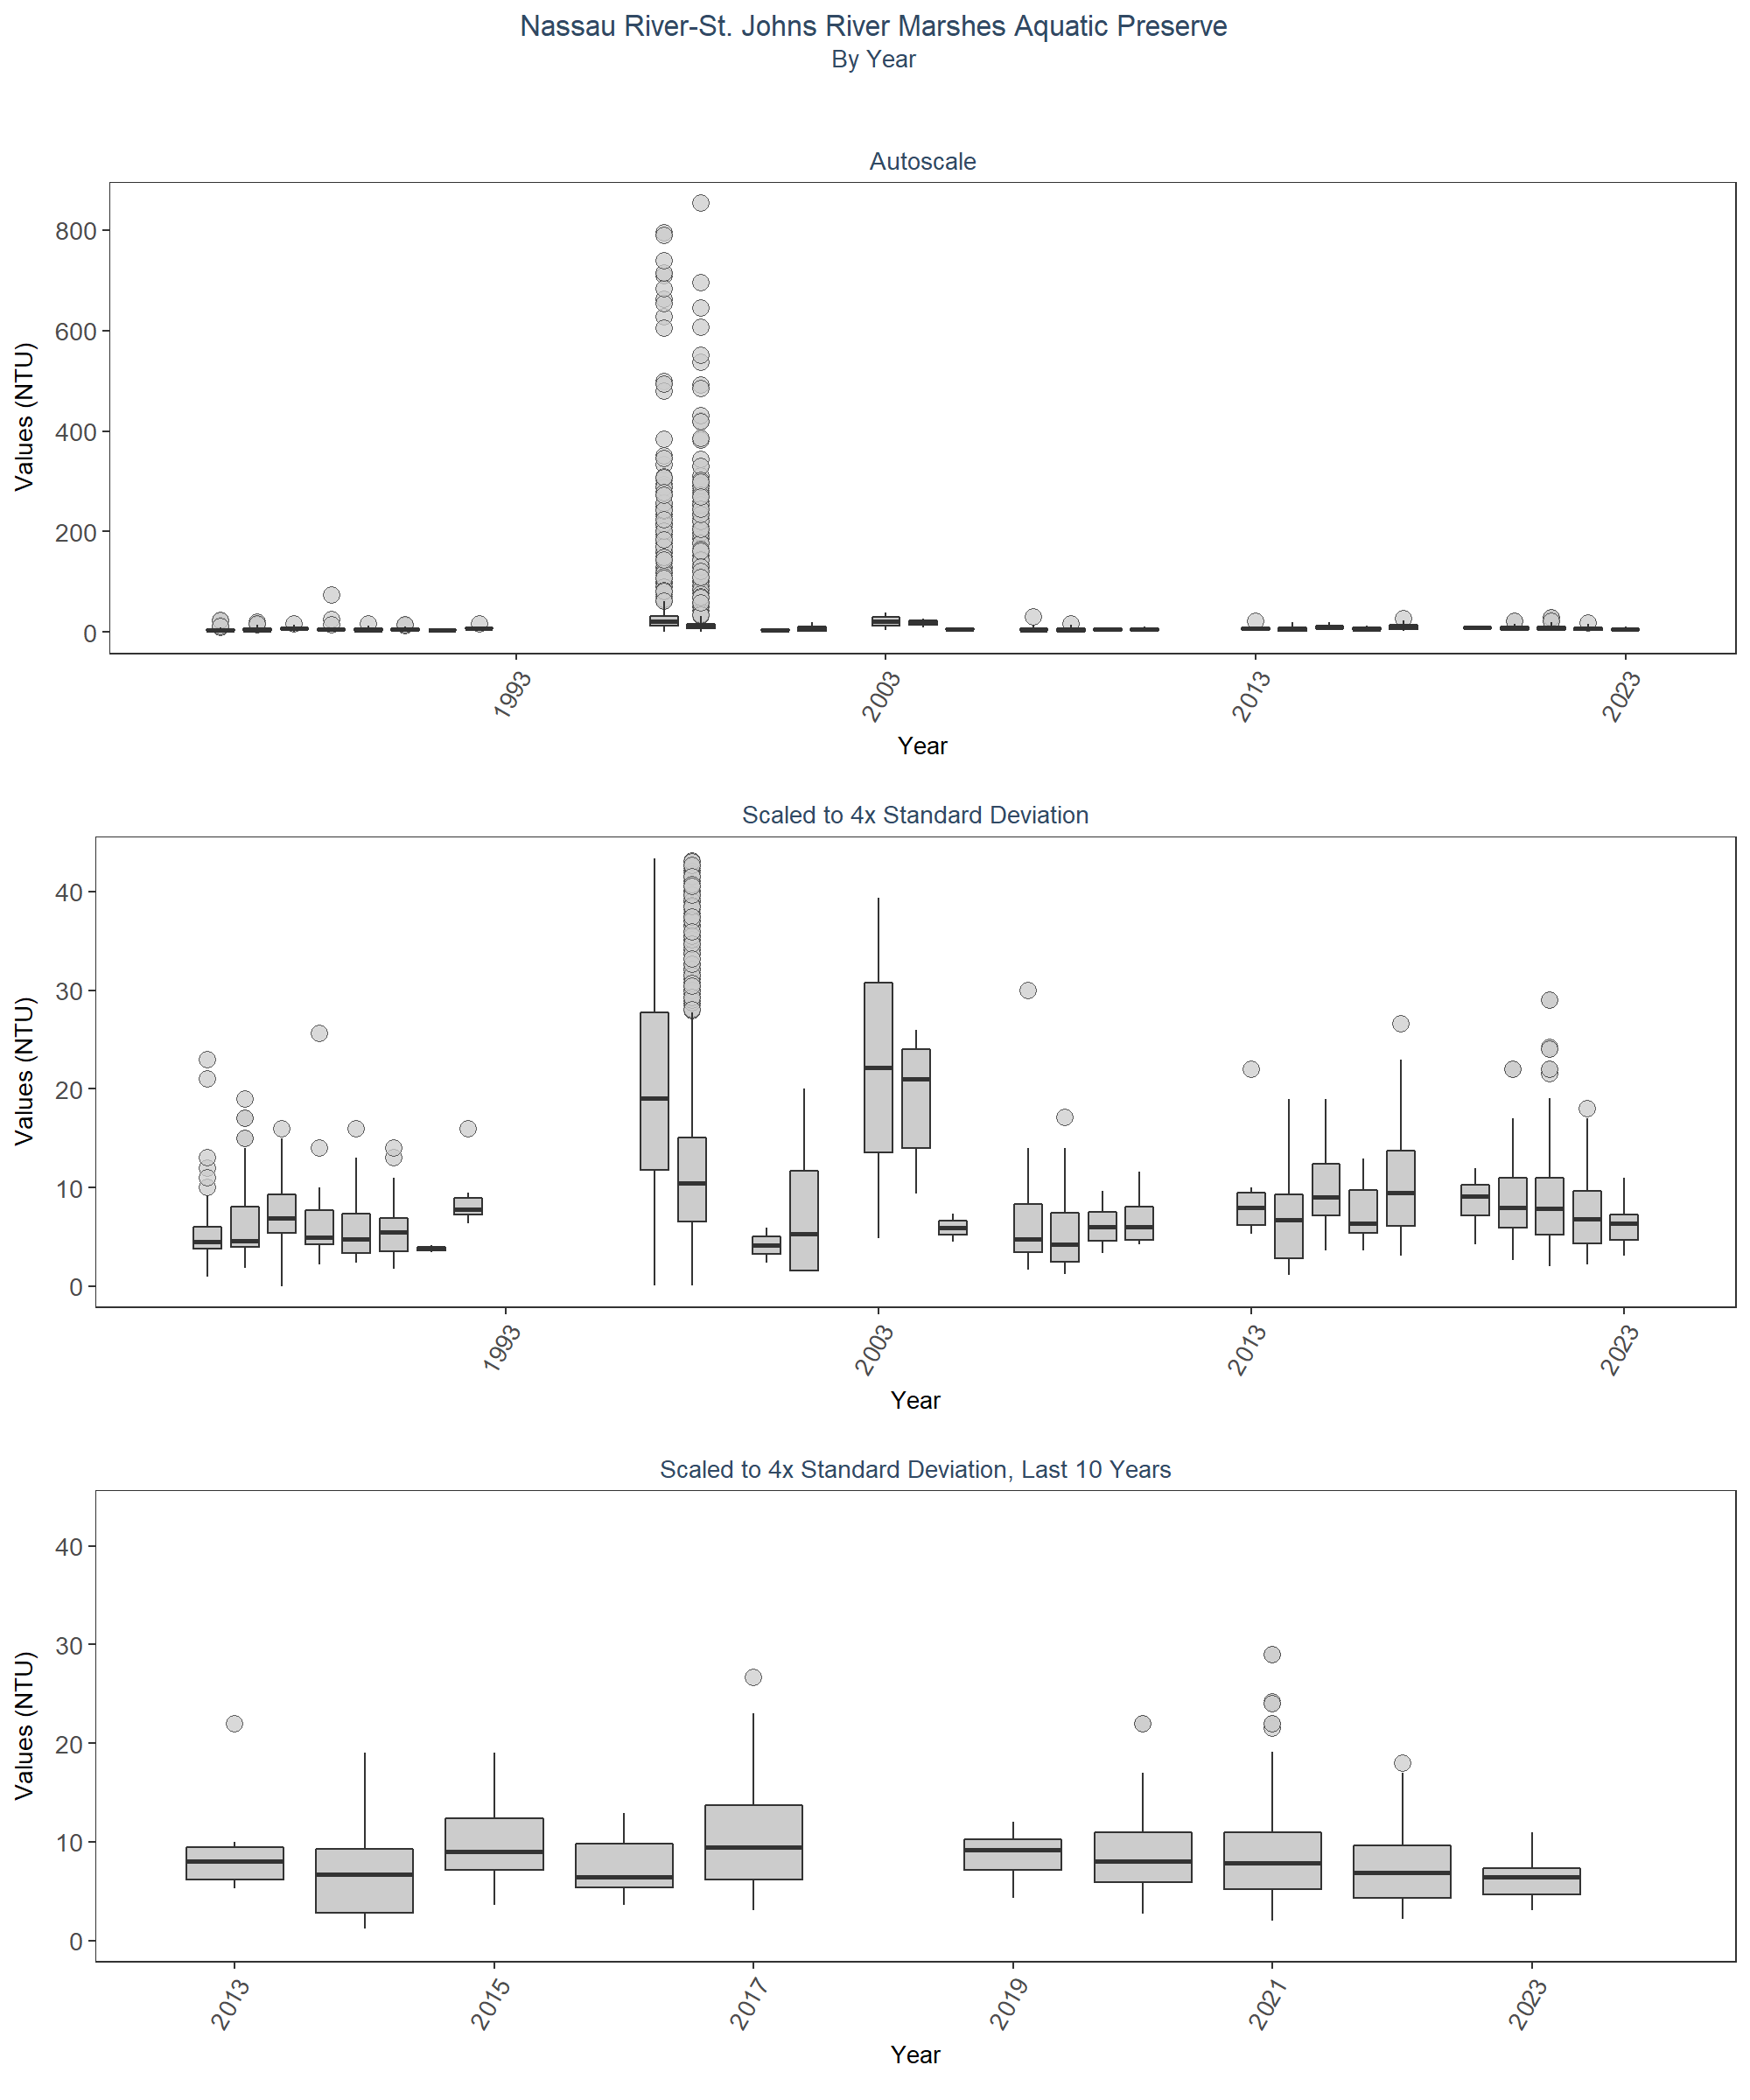 Nassau River-St. Johns River Marshes Aquatic Preserve
By Year
Autoscale
Values (NTU)
800
600
400
200
0
1993
2003
2013
2023
Year
Scaled to 4x Standard Deviation
Values (NTU)
40
30
20
10
0
1993
2003
2013
2023
Year
Scaled to 4x Standard Deviation, Last 10 Years
Values (NTU)
40
30
20
10
0
2013
2015
2017
2019
2021
2023
Year